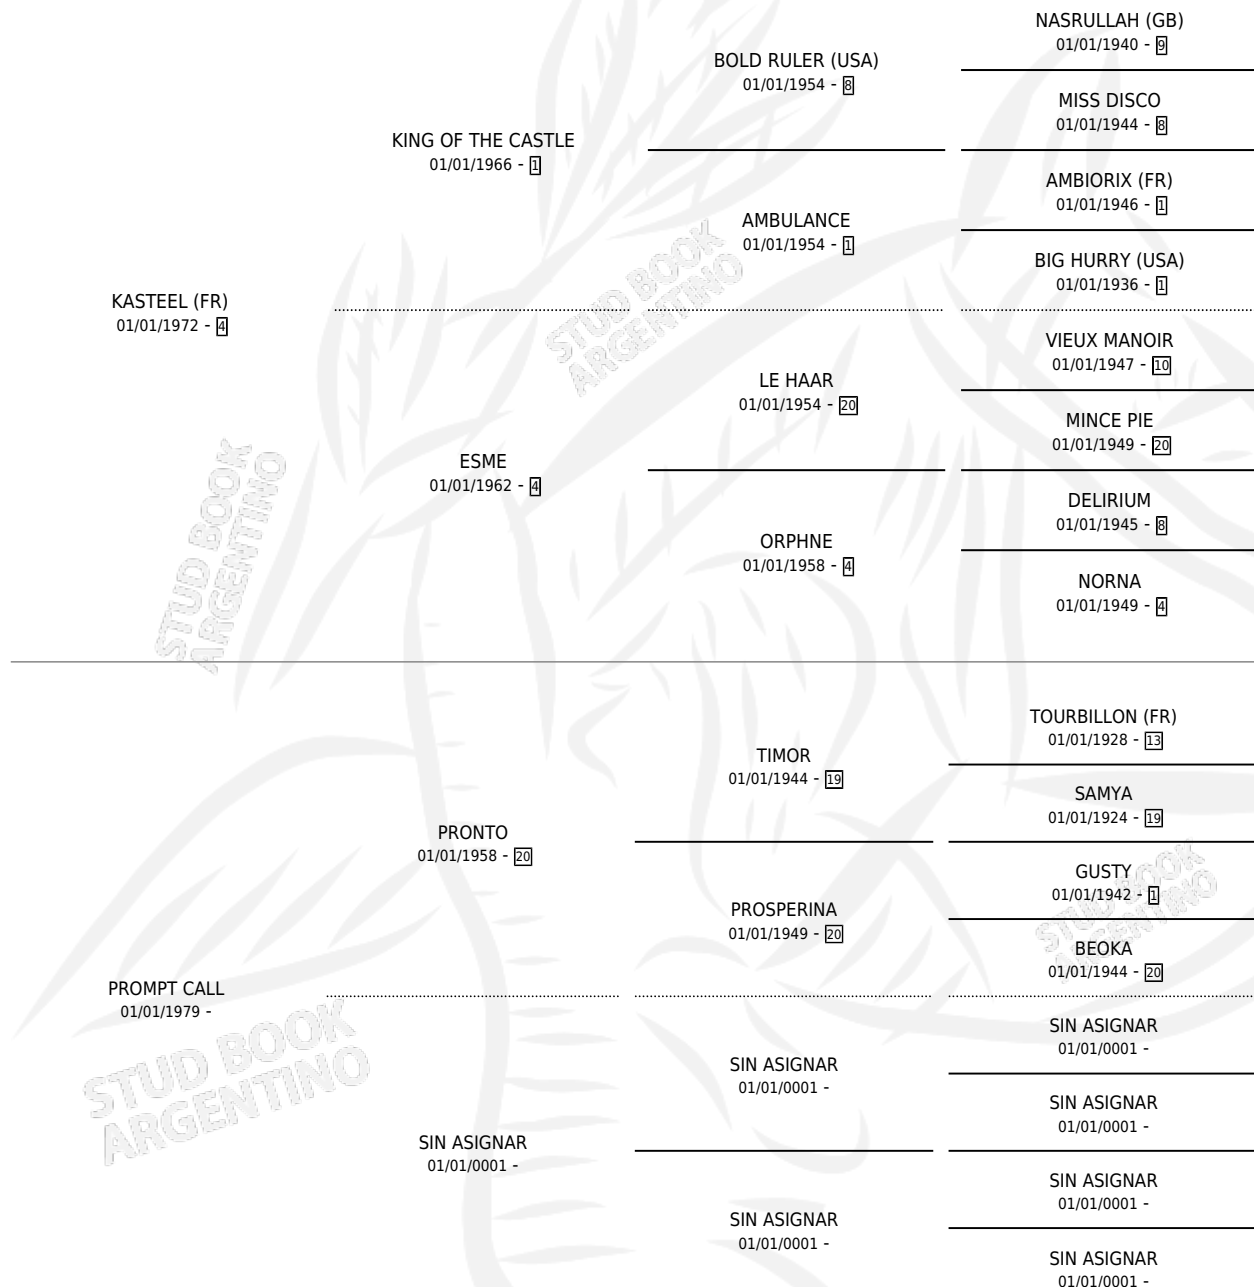 NASRULLAH (GB)
01/01/1940 - 9
BOLD RULER (USA)
01/01/1954 - 8
MISS DISCO
01/01/1944 - 8
KING OF THE CASTLE
01/01/1966 - 1
AMBIORIX (FR)
01/01/1946 - 1
AMBULANCE
01/01/1954 - 1
BIG HURRY (USA)
01/01/1936 - 1
KASTEEL (FR)
01/01/1972 - 4
VIEUX MANOIR
01/01/1947 - 10
LE HAAR
01/01/1954 - 20
MINCE PIE
01/01/1949 - 20
ESME
01/01/1962 - 4
DELIRIUM
01/01/1945 - 8
ORPHNE
01/01/1958 - 4
NORNA
01/01/1949 - 4
TOURBILLON (FR)
01/01/1928 - 13
TIMOR
01/01/1944 - 19
SAMYA
01/01/1924 - 19
PRONTO
01/01/1958 - 20
GUSTY
01/01/1942 - 1
PROSPERINA
01/01/1949 - 20
BEOKA
01/01/1944 - 20
PROMPT CALL
01/01/1979 -
SIN ASIGNAR
01/01/0001 -
SIN ASIGNAR
01/01/0001 -
SIN ASIGNAR
01/01/0001 -
SIN ASIGNAR
01/01/0001 -
SIN ASIGNAR
01/01/0001 -
SIN ASIGNAR
01/01/0001 -
SIN ASIGNAR
01/01/0001 -
STUD BOOK
ARGENTINO
STUD BOOK
ARGENTINO
STUD BOOK
ARGENTINO
STUD BOOK
ARGENTINO